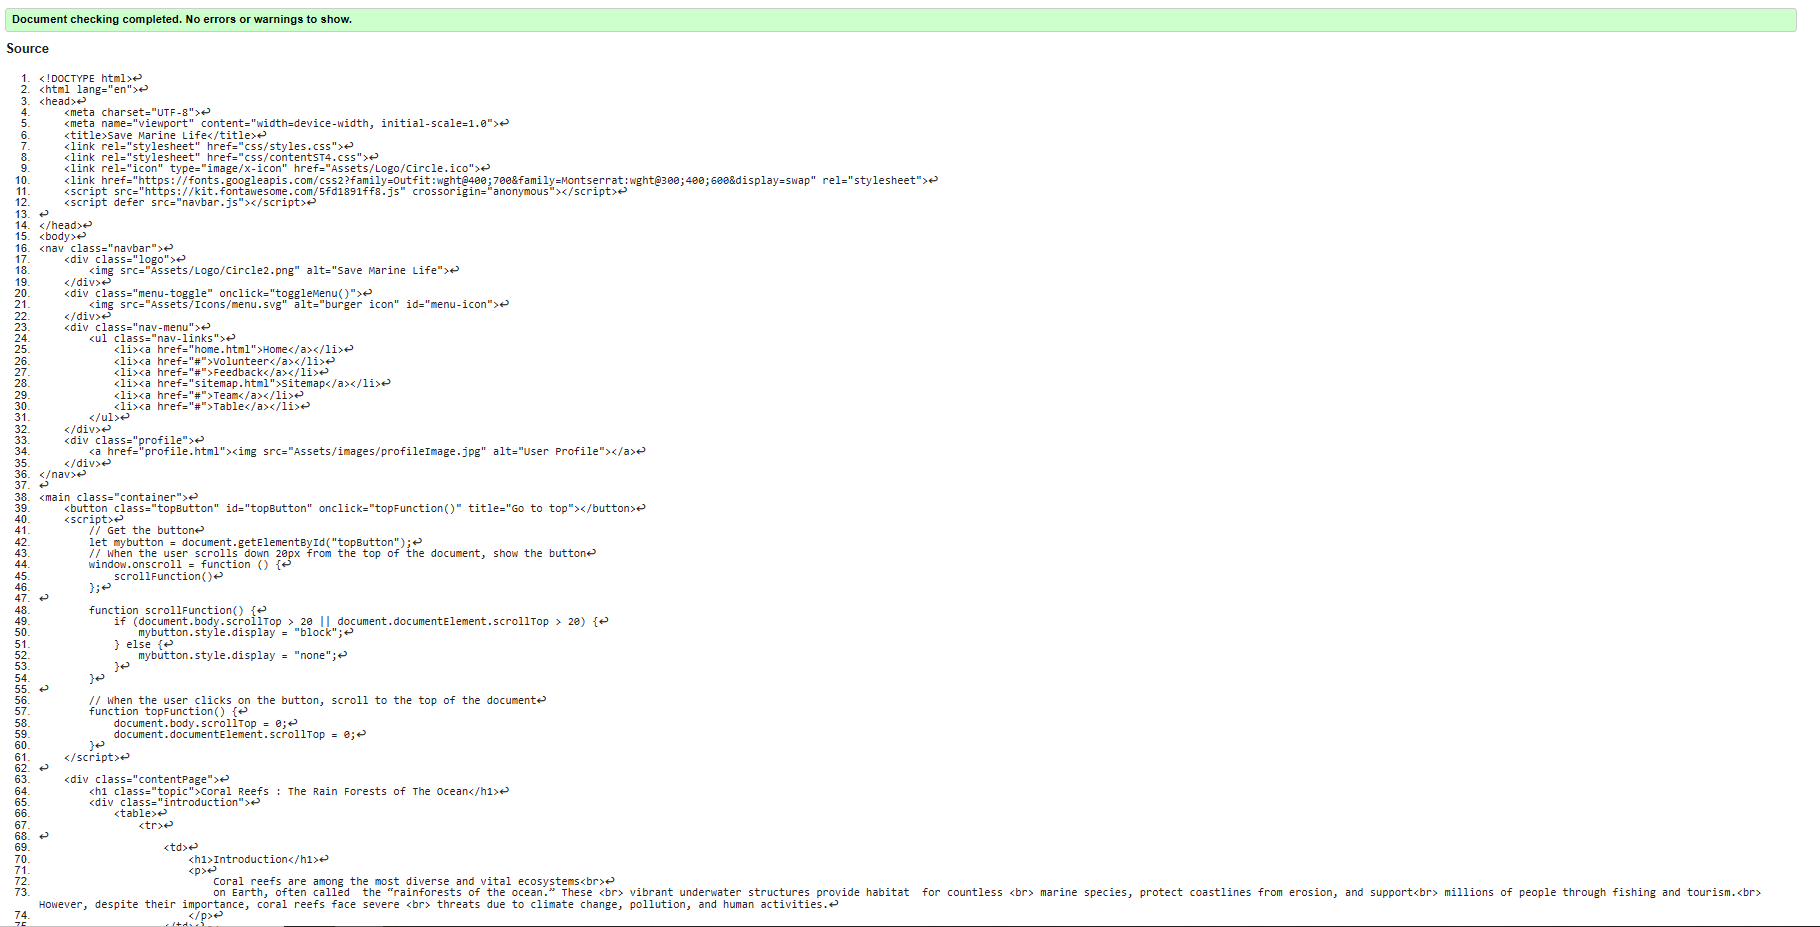 Document checking completed. No errors or warnings to show.
Source
1. <!DOCTYPE html>↩
2. <html lang="en">↩
3. <head>↩
4.     <meta charset="UTF-8">↩
5.     <meta name="viewport" content="width=device-width, initial-scale=1.0">↩
6.     <title>Save Marine Life</title>↩
7.     <link rel="stylesheet" href="css/styles.css">↩
8.     <link rel="stylesheet" href="css/contentST4.css">↩
9.     <link rel="icon" type="image/x-icon" href="Assets/Logo/Circle.ico">↩
10.     <link href="https://fonts.googleapis.com/css2?family=Outfit:wght@400;700&family=Montserrat:wght@300;400;600&display=swap" rel="stylesheet">↩
11.     <script src="https://kit.fontawesome.com/5fd1891ff8.js" crossorigin="anonymous"></script>↩
12.     <script defer src="navbar.js"></script>↩
13. ↩
14. </head>↩
15. <body>↩
16. <nav class="navbar">↩
17.     <div class="logo">↩
18.         <img src="Assets/Logo/Circle2.png" alt="Save Marine Life">↩
19.     </div>↩
20.     <div class="menu-toggle" onclick="toggleMenu()">↩
21.         <img src="Assets/Icons/menu.svg" alt="burger icon" id="menu-icon">↩
22.     </div>↩
23.     <div class="nav-menu">↩
24.         <ul class="nav-links">↩
25.             <li><a href="home.html">Home</a></li>↩
26.             <li><a href="#">Volunteer</a></li>↩
27.             <li><a href="#">Feedback</a></li>↩
28.             <li><a href="sitemap.html">Sitemap</a></li>↩
29.             <li><a href="#">Team</a></li>↩
30.             <li><a href="#">Table</a></li>↩
31.         </ul>↩
32.     </div>↩
33.     <div class="profile">↩
34.         <a href="profile.html"><img src="Assets/images/profileImage.jpg" alt="User Profile"></a>↩
35.     </div>↩
36. </nav>↩
37. ↩
38. <main class="container">↩
39.     <button class="topButton" id="topButton" onclick="topFunction()" title="Go to top"></button>↩
40.     <script>↩
41.         // Get the button↩
42.         let mybutton = document.getElementById("topButton");↩
43.         // When the user scrolls down 20px from the top of the document, show the button↩
44.         window.onscroll = function () {↩
45.             scrollFunction()↩
46.         };↩
47. ↩
48.         function scrollFunction() {↩
49.             if (document.body.scrollTop > 20 || document.documentElement.scrollTop > 20) {↩
50.                 mybutton.style.display = "block";↩
51.             } else {↩
52.                 mybutton.style.display = "none";↩
53.             }↩
54.         }↩
55. ↩
56.         // When the user clicks on the button, scroll to the top of the document↩
57.         function topFunction() {↩
58.             document.body.scrollTop = 0;↩
59.             document.documentElement.scrollTop = 0;↩
60.         }↩
61.     </script>↩
62. ↩
63.     <div class="contentPage">↩
64.         <h1 class="topic">Coral Reefs : The Rain Forests of The Ocean</h1>↩
65.         <div class="introduction">↩
66.             <table>↩
67.                 <tr>↩
68. ↩
69.                     <td>↩
70.                         <h1>Introduction</h1>↩
71.                         <p>↩
72.                             Coral reefs are among the most diverse and vital ecosystems<br>↩
73.                             on Earth, often called  the “rainforests of the ocean.” These <br> vibrant underwater structures provide habitat  for countless <br> marine species, protect coastlines from erosion, and support<br> millions of people through fishing and tourism.<br>
However, despite their importance, coral reefs face severe <br> threats due to climate change, pollution, and human activities.↩
74.                         </p>↩
75.                     </td>↩